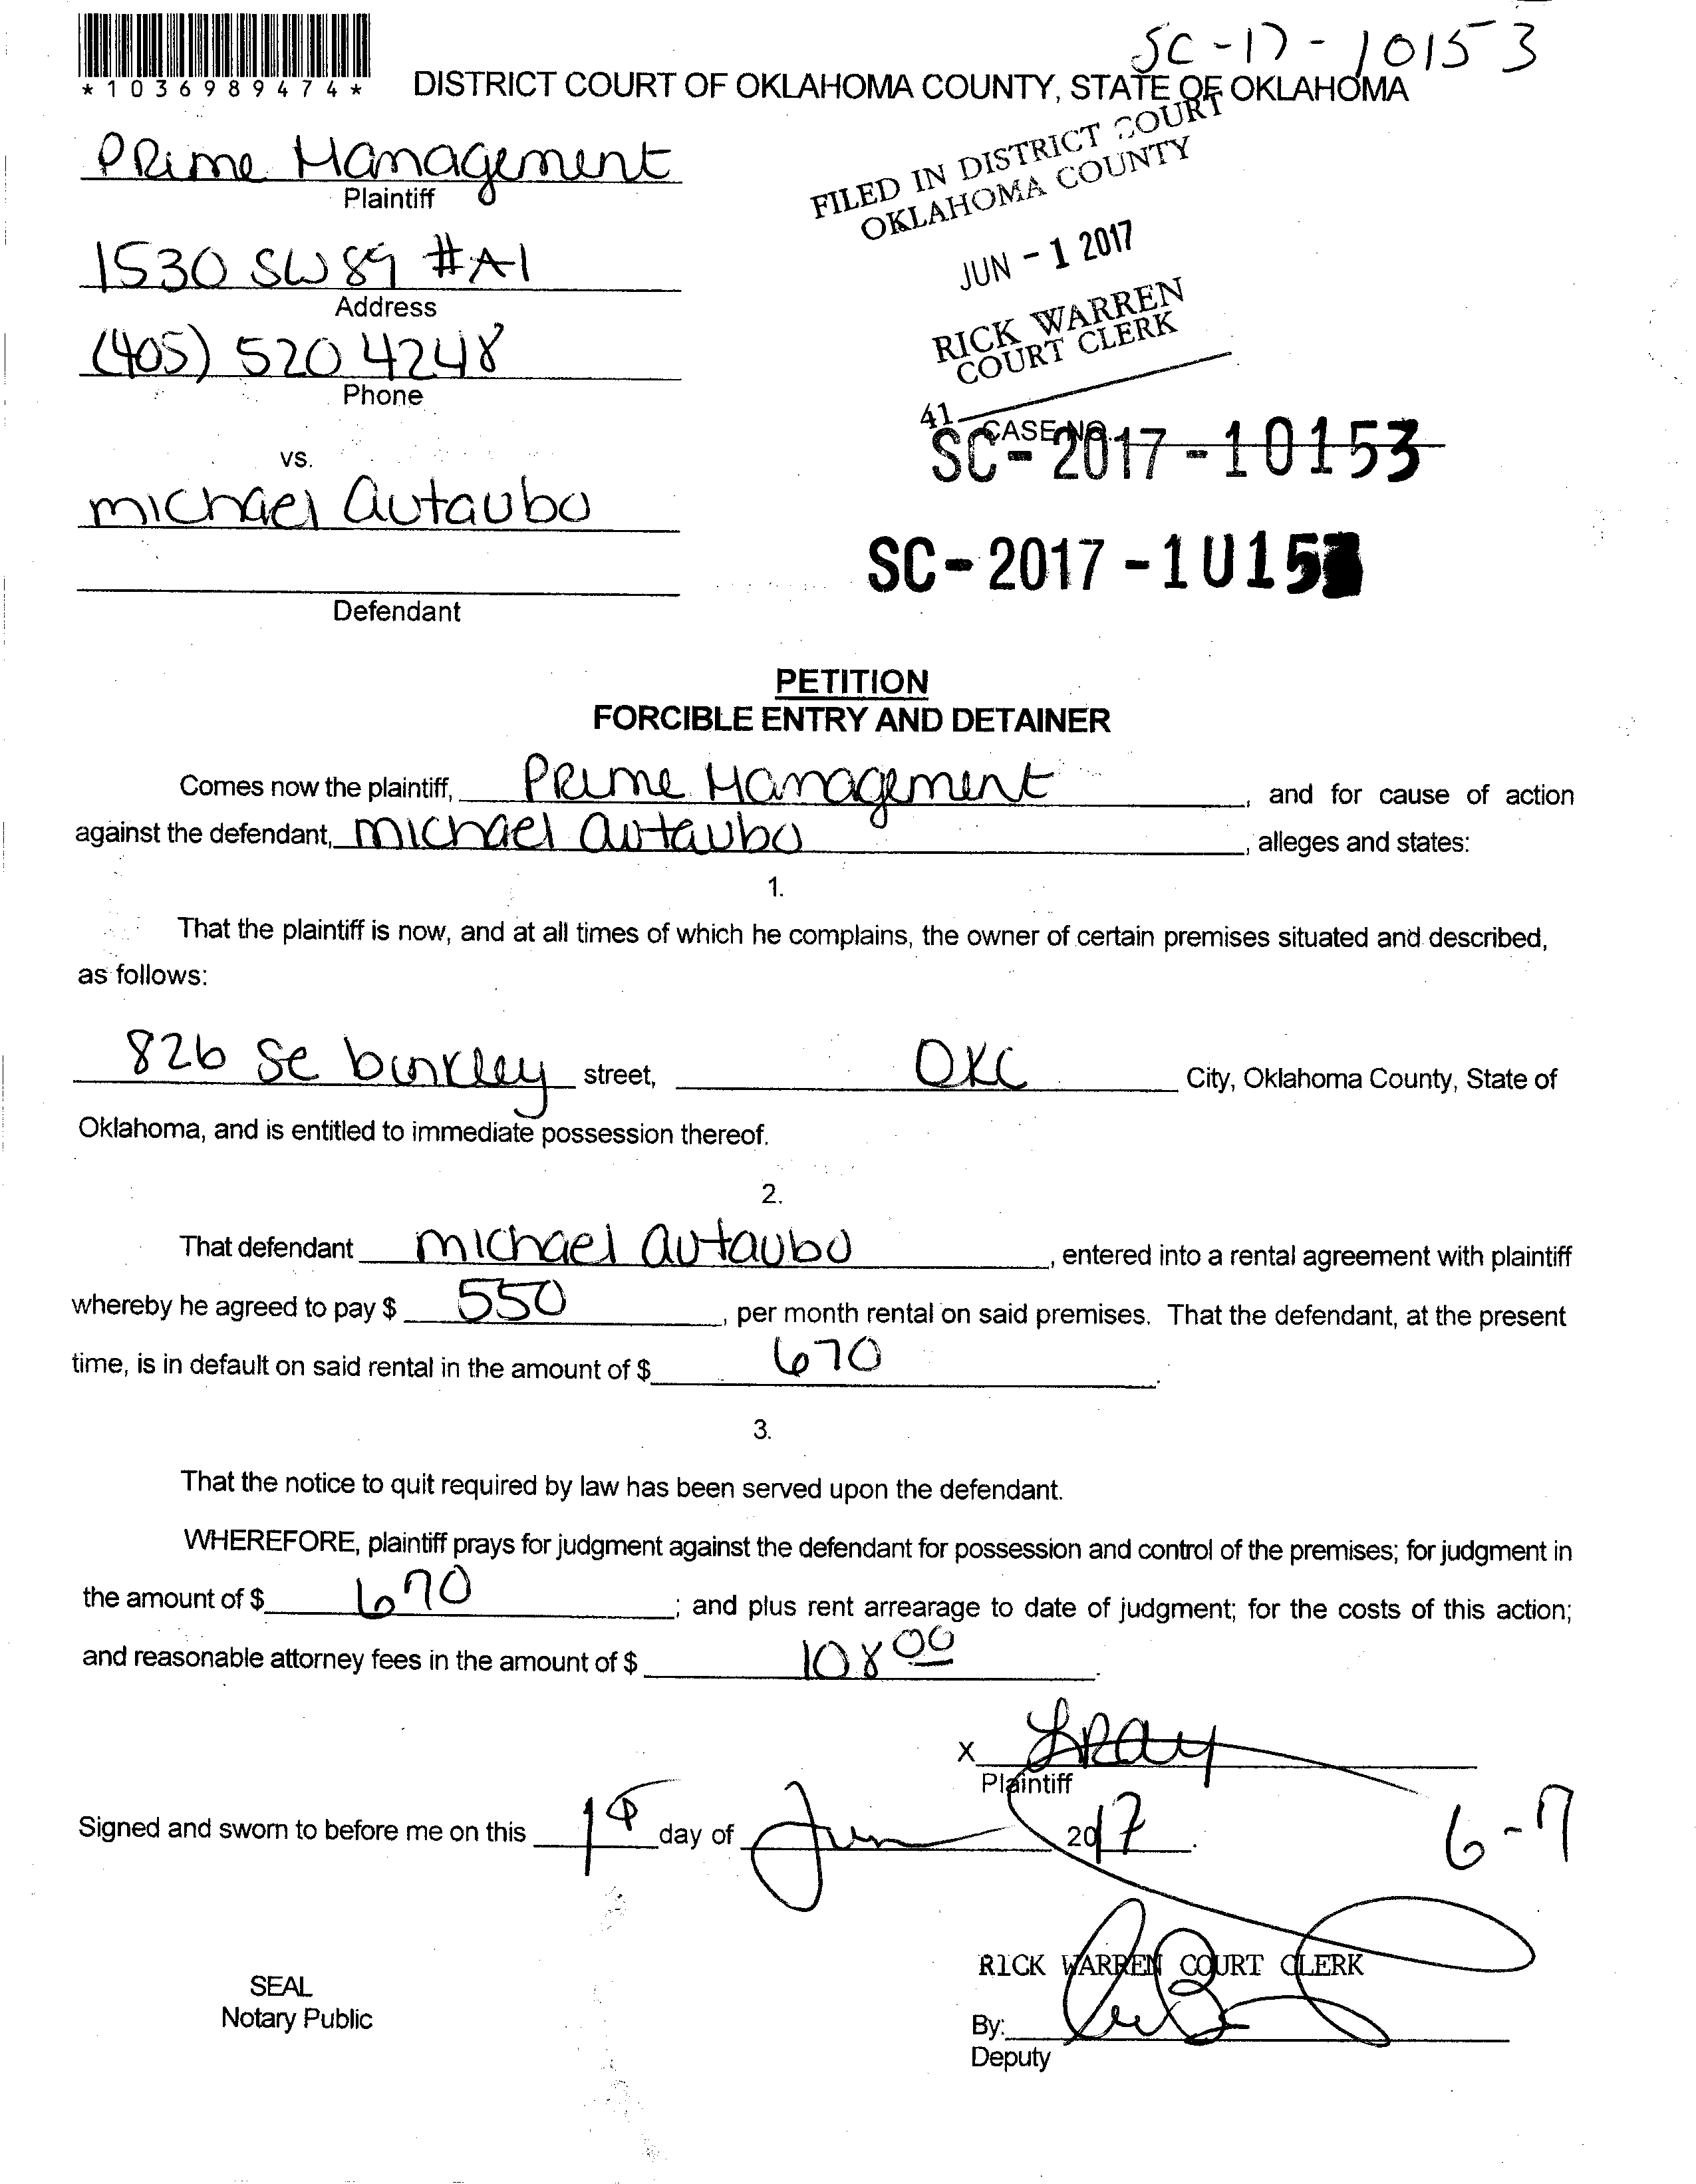 SC-17-10153
*1036989474*
DISTRICT COURT OF OKLAHOMA COUNTY, STATE OF OKLAHOMA
PRime Management
Plaintiff
FILED IN DISTRICT COURT
OKLAHOMA COUNTY
JUN - 1 2017
RICK WARREN
COURT CLERK
41
1530 SW 89 #A1
Address
(405) 520 4248
Phone
CASE NO.
SC-2017-10153
vs.
michael autaubo
SC-2017-1015
Defendant
PETITION
FORCIBLE ENTRY AND DETAINER
Comes now the plaintiff, PRime Management, and for cause of action
against the defendant, michael autaubo, alleges and states:
1.
That the plaintiff is now, and at all times of which he complains, the owner of certain premises situated and described,
as follows:
826 Se binkley street, OKC City, Oklahoma County, State of
Oklahoma, and is entitled to immediate possession thereof.
2.
That defendant michael autaubo, entered into a rental agreement with plaintiff
whereby he agreed to pay $ 550, per month rental on said premises. That the defendant, at the present
time, is in default on said rental in the amount of $ 670.
3.
That the notice to quit required by law has been served upon the defendant.
WHEREFORE, plaintiff prays for judgment against the defendant for possession and control of the premises; for judgment in
the amount of $ 670; and plus rent arrearage to date of judgment; for the costs of this action;
and reasonable attorney fees in the amount of $ 108 00.
X LRay
Plaintiff
Signed and sworn to before me on this 1st day of Jun 2017.
6-7
RICK WARREN COURT CLERK
SEAL
Notary Public
By:
Deputy